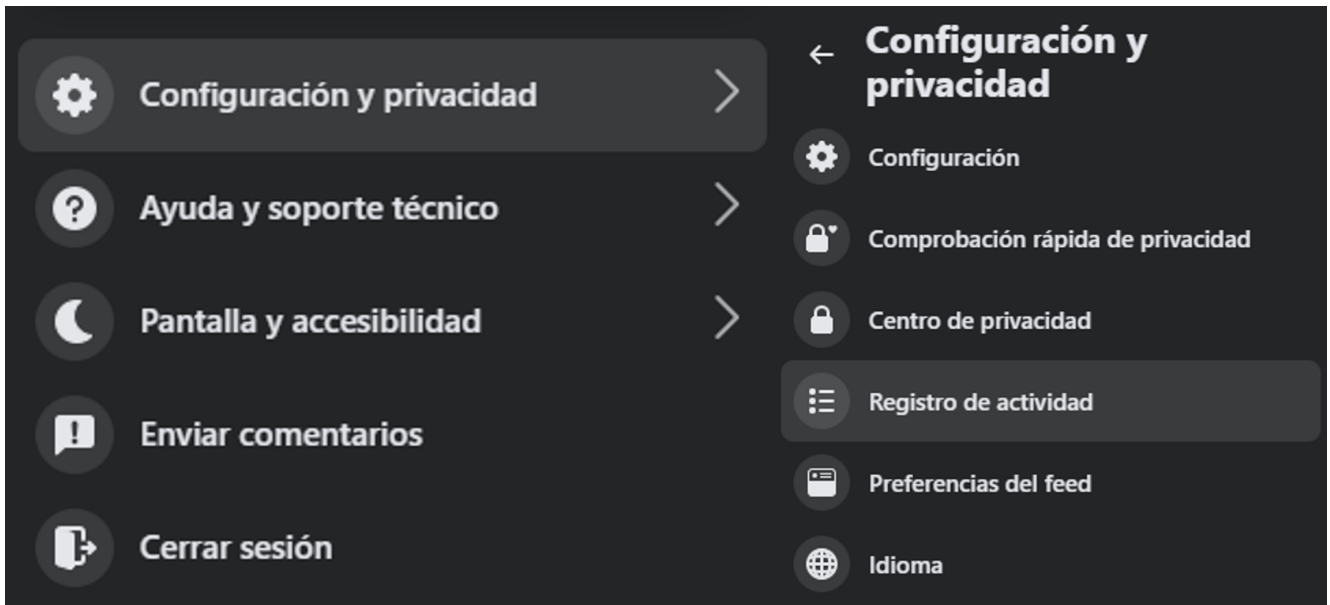 Configuración y privacidad
Ayuda y soporte técnico
Pantalla y accesibilidad
Enviar comentarios
Cerrar sesión
Configuración y
privacidad
Configuración
Comprobación rápida de privacidad
Centro de privacidad
Registro de actividad
Preferencias del feed
Idioma